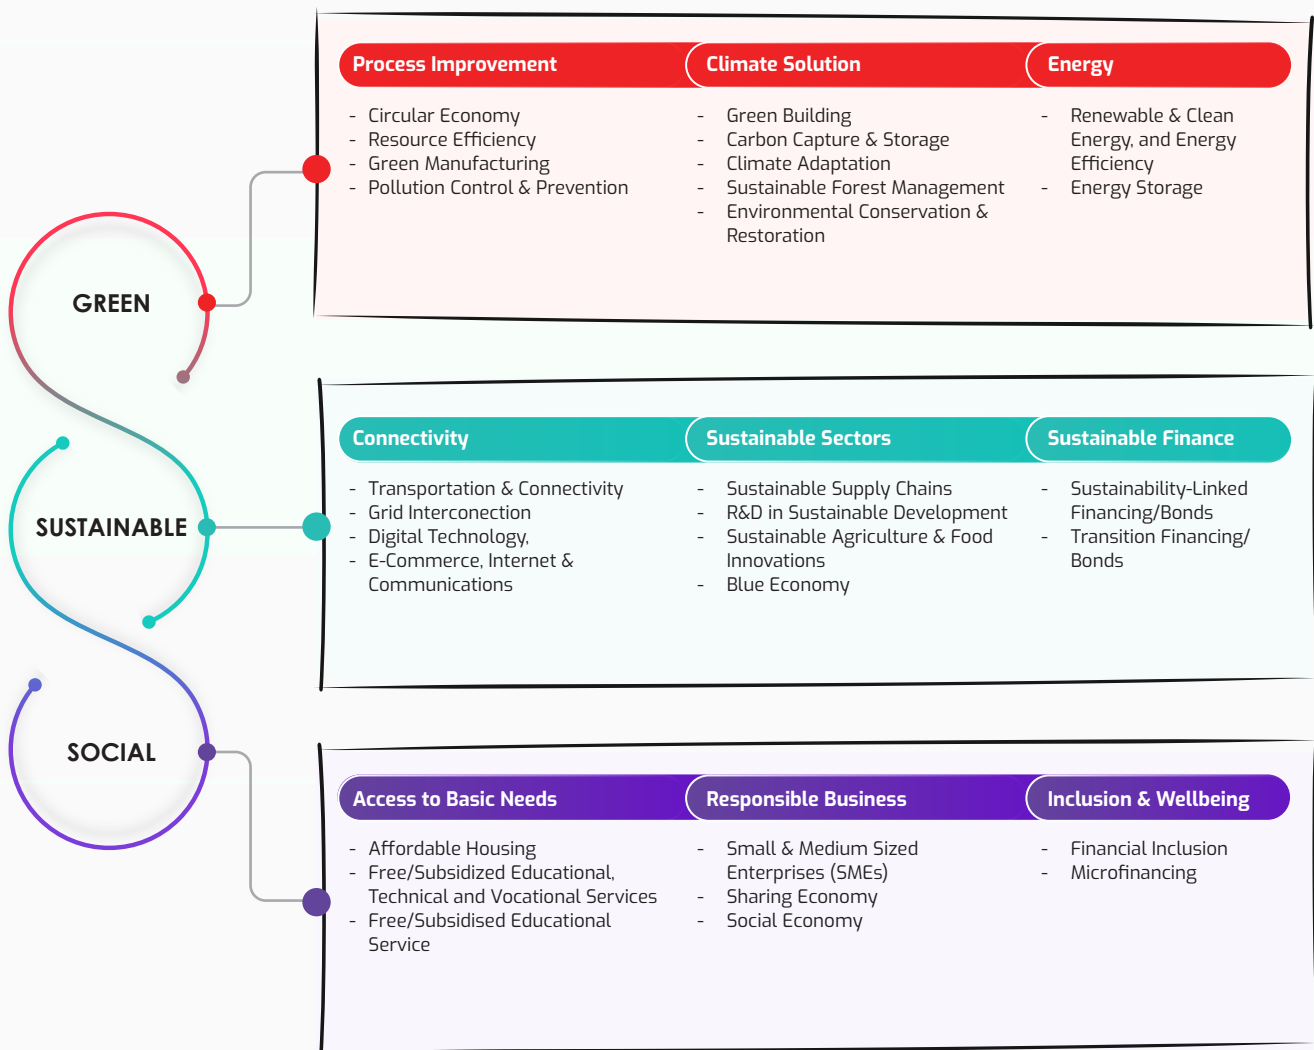 GREEN
Process Improvement
- Circular Economy
- Resource Efficiency
- Green Manufacturing
- Pollution Control & Prevention
Climate Solution
- Green Building
- Carbon Capture & Storage
- Climate Adaptation
- Sustainable Forest Management
- Environmental Conservation &
Restoration
Energy
- Renewable & Clean
Energy, and Energy
Efficiency
- Energy Storage
SUSTAINABLE
Connectivity
- Transportation & Connectivity
- Grid Interconection
- Digital Technology,
- E-Commerce, Internet &
Communications
Sustainable Sectors
- Sustainable Supply Chains
- R&D in Sustainable Development
- Sustainable Agriculture & Food
Innovations
- Blue Economy
Sustainable Finance
- Sustainability-Linked
Financing/Bonds
- Transition Financing/
Bonds
SOCIAL
Access to Basic Needs
- Affordable Housing
- Free/Subsidized Educational,
Technical and Vocational Services
- Free/Subsidised Educational
Service
Responsible Business
- Small & Medium Sized
Enterprises (SMEs)
- Sharing Economy
- Social Economy
Inclusion & Wellbeing
- Financial Inclusion
- Microfinancing